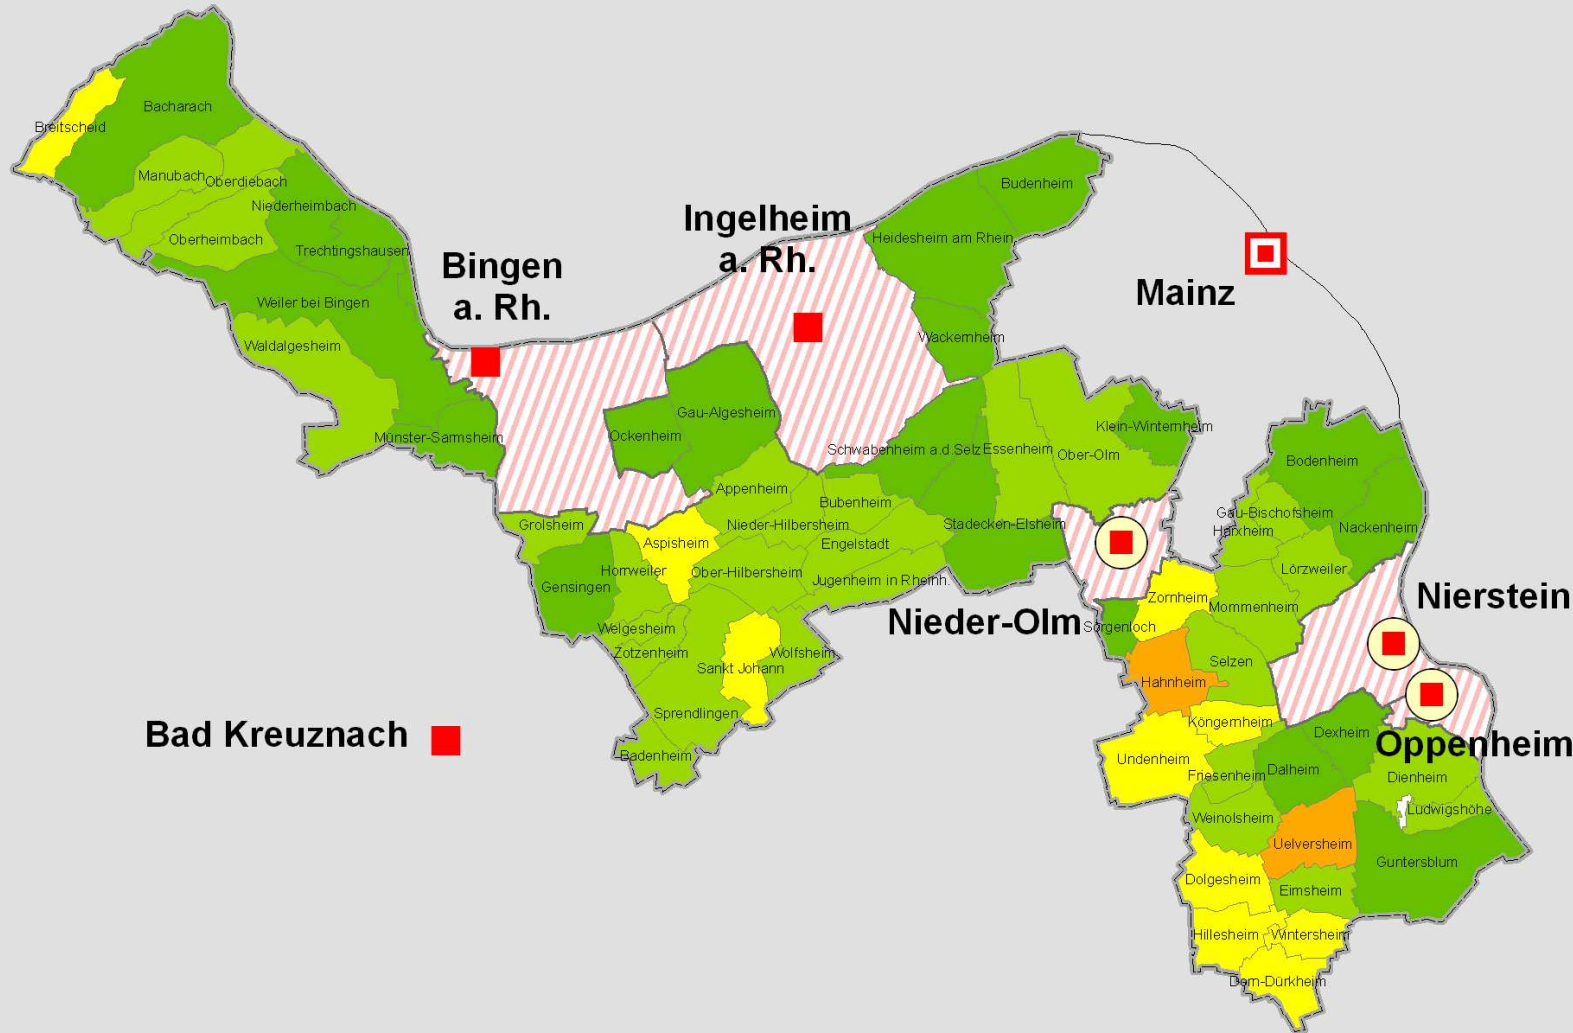 Bacharach
Breitscheid
Manubach
Oberdiebach
Niederheimbach
Oberheimbach
Trechtingshausen
Weiler bei Bingen
Waldalgesheim
Münster-Sarmsheim
Bingen
a. Rh.
Ingelheim
a. Rh.
Budenheim
Heidesheim am Rhein
Wackernheim
Mainz
Gau-Algesheim
Ockenheim
Schwabenheim a.d.Selz
Essenheim
Ober-Olm
Klein-Winternheim
Appenheim
Bubenheim
Grolsheim
Nieder-Hilbersheim
Stadecken-Elsheim
Aspisheim
Engelstadt
Horrweiler
Ober-Hilbersheim
Jugenheim in Rheinh.
Gensingen
Welgesheim
Zotzenheim
Sankt Johann
Wolfsheim
Sprendlingen
Badenheim
Bad Kreuznach
Nieder-Olm
Sörgenloch
Bodenheim
Gau-Bischofsheim
Harxheim
Nackenheim
Lörzweiler
Zornheim
Mommenheim
Nierstein
Selzen
Hahnheim
Köngernheim
Dexheim
Oppenheim
Undenheim
Friesenheim
Dalheim
Dienheim
Weinolsheim
Ludwigshöhe
Uelversheim
Guntersblum
Dolgesheim
Eimsheim
Hillesheim
Wintersheim
Dorn-Dürkheim